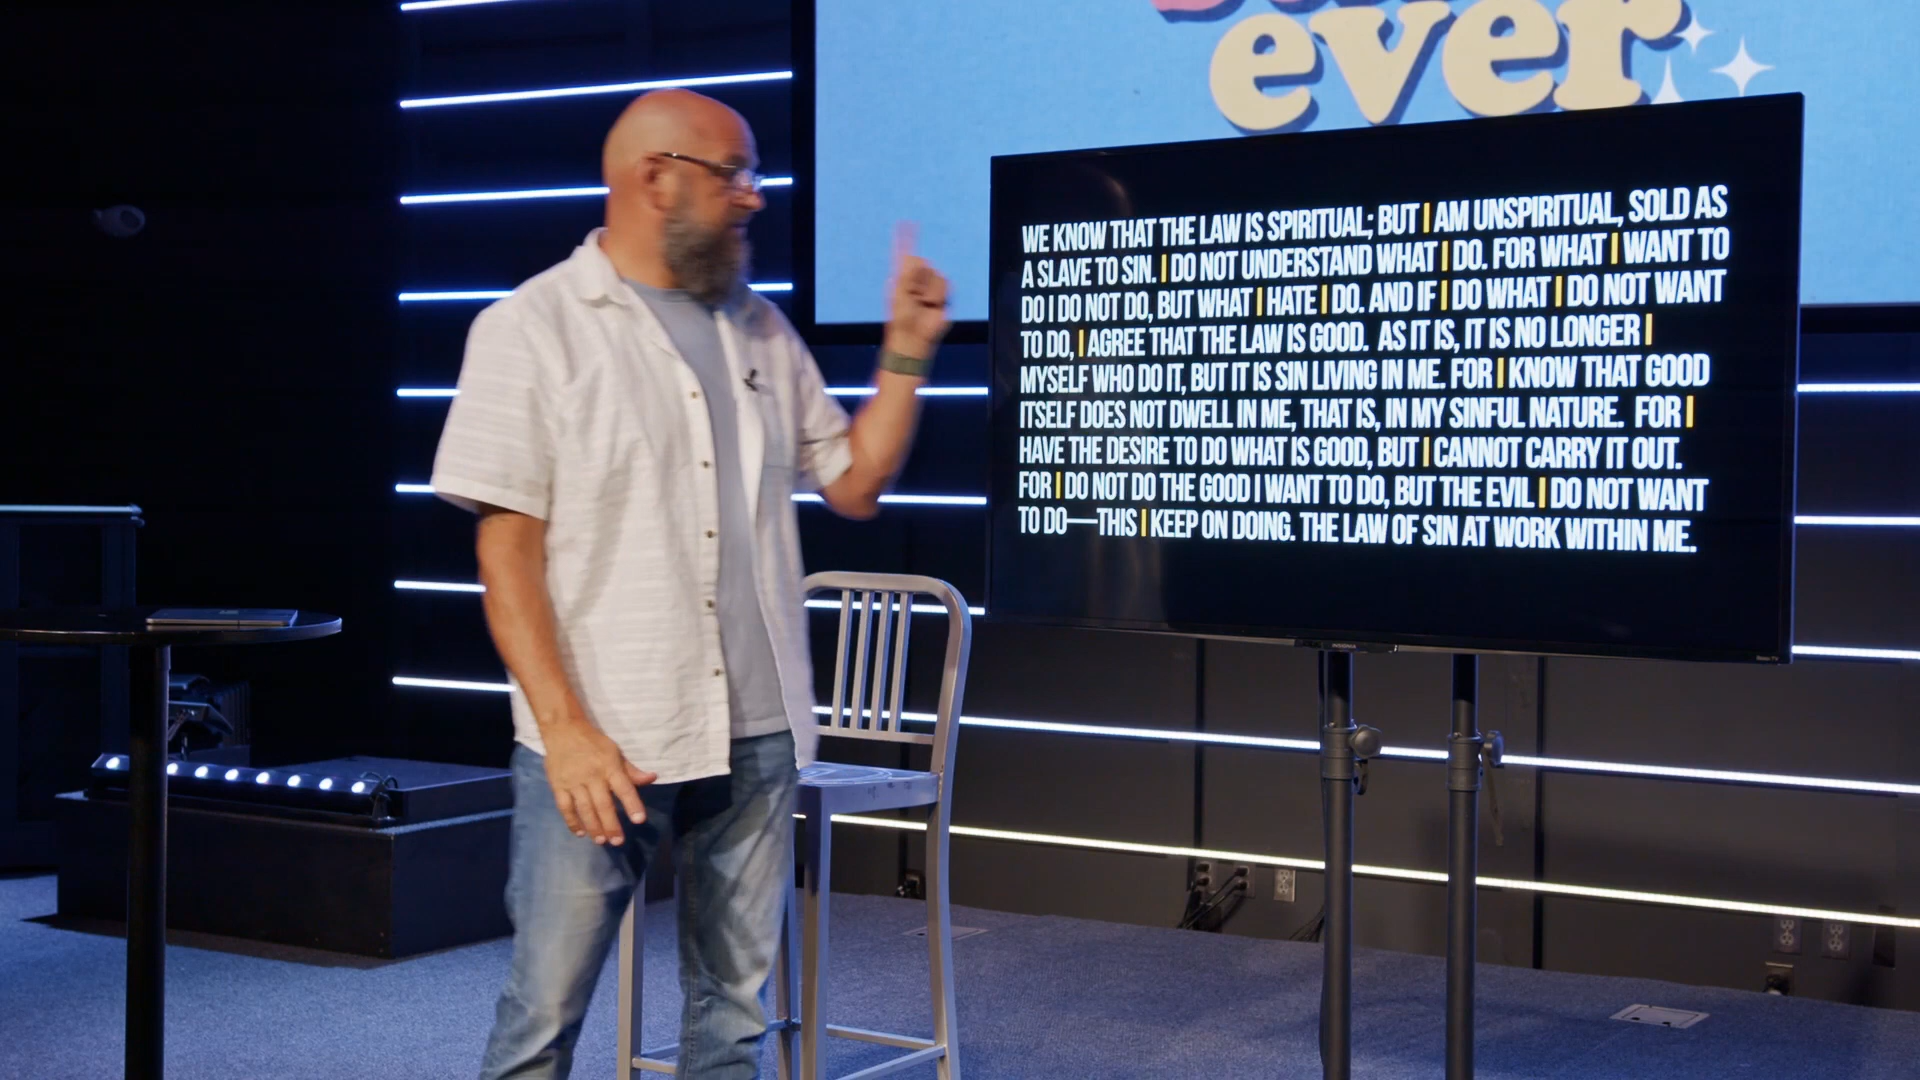 ever
WE KNOW THAT THE LAW IS SPIRITUAL; BUT I AM UNSPIRITUAL, SOLD AS
A SLAVE TO SIN. I DO NOT UNDERSTAND WHAT I DO. FOR WHAT I WANT TO
DO I DO NOT DO, BUT WHAT I HATE I DO. AND IF I DO WHAT I DO NOT WANT
TO DO, I AGREE THAT THE LAW IS GOOD. AS IT IS, IT IS NO LONGER I
MYSELF WHO DO IT, BUT IT IS SIN LIVING IN ME. FOR I KNOW THAT GOOD
ITSELF DOES NOT DWELL IN ME, THAT IS, IN MY SINFUL NATURE. FOR I
HAVE THE DESIRE TO DO WHAT IS GOOD, BUT I CANNOT CARRY IT OUT.
FOR I DO NOT DO THE GOOD I WANT TO DO, BUT THE EVIL I DO NOT WANT
TO DO—THIS I KEEP ON DOING. THE LAW OF SIN AT WORK WITHIN ME.
INSIGNIA
Roku TV